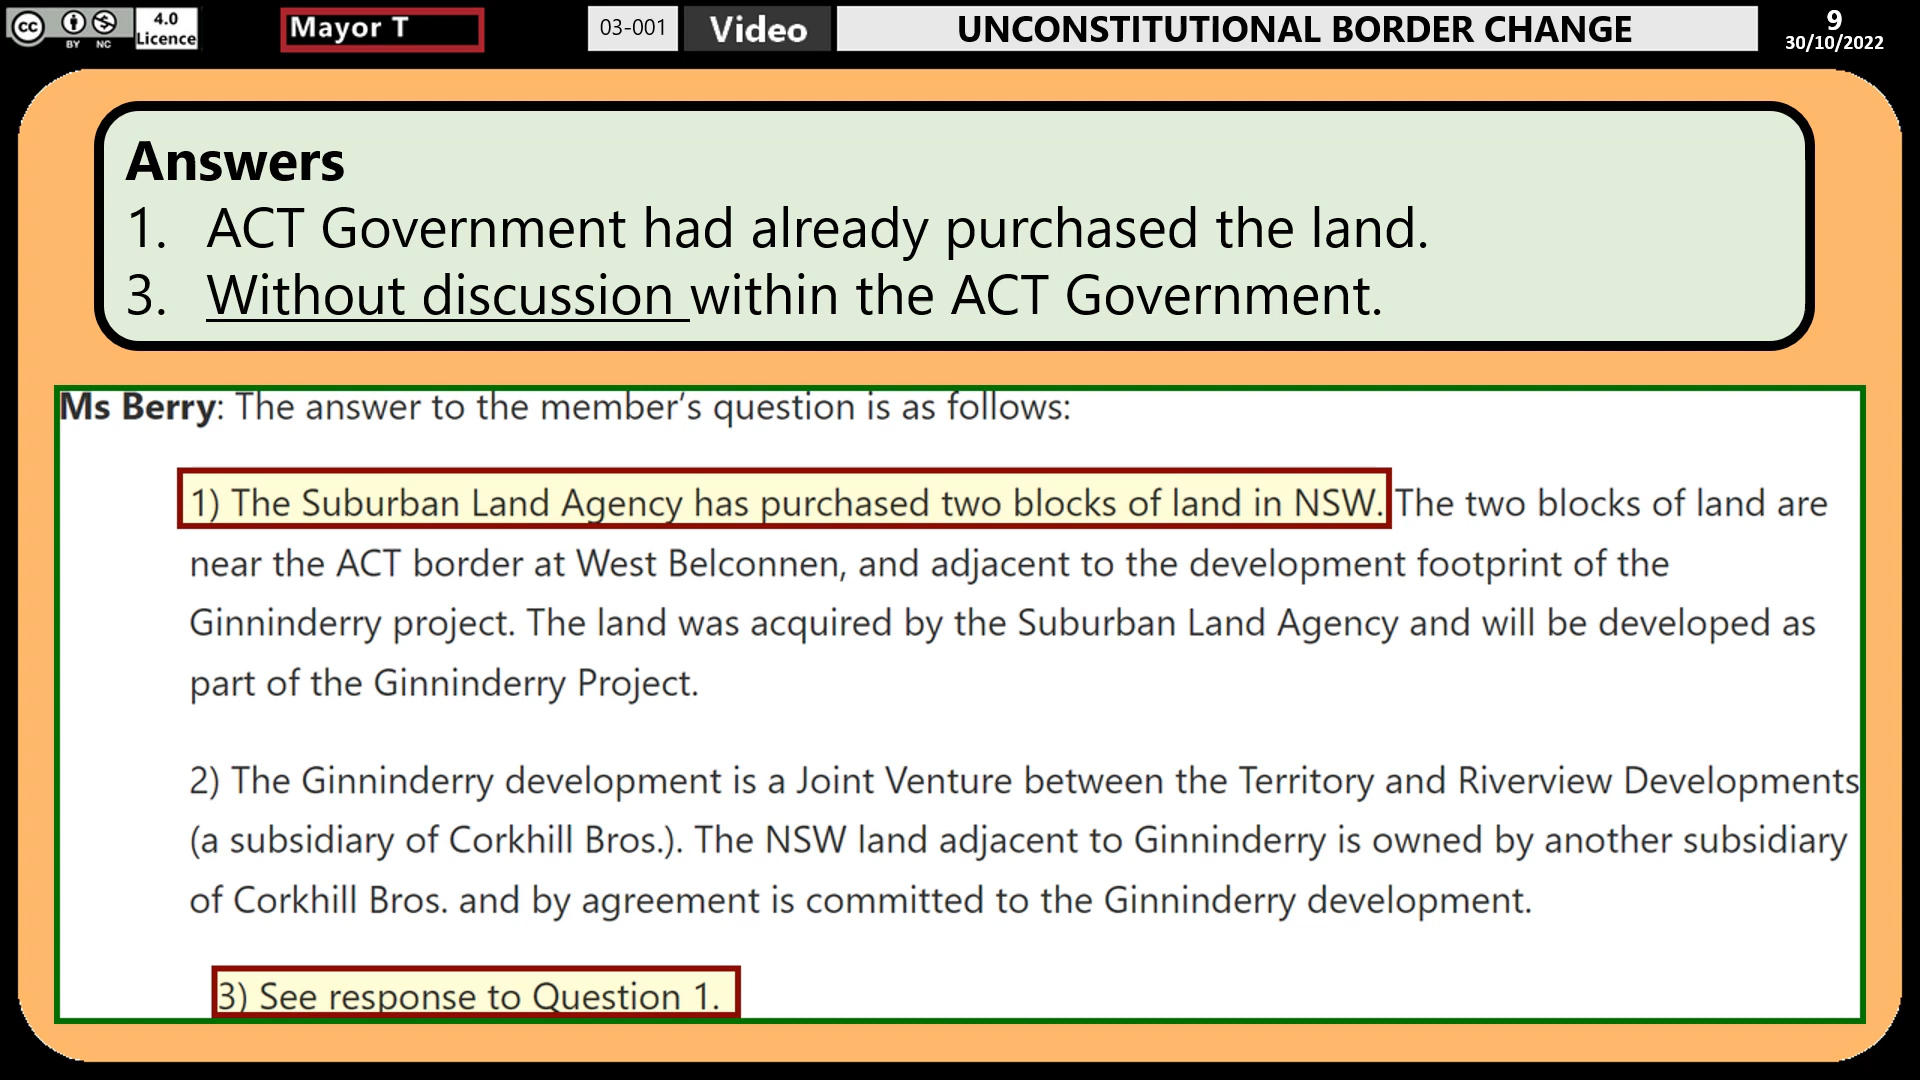 cc BY NC 4.0 Licence
Mayor T
03-001
Video
UNCONSTITUTIONAL BORDER CHANGE
9
30/10/2022
Answers
1. ACT Government had already purchased the land.
3. Without discussion within the ACT Government.
Ms Berry: The answer to the member’s question is as follows:
1) The Suburban Land Agency has purchased two blocks of land in NSW. The two blocks of land are
near the ACT border at West Belconnen, and adjacent to the development footprint of the
Ginninderry project. The land was acquired by the Suburban Land Agency and will be developed as
part of the Ginninderry Project.
2) The Ginninderry development is a Joint Venture between the Territory and Riverview Developments
(a subsidiary of Corkhill Bros.). The NSW land adjacent to Ginninderry is owned by another subsidiary
of Corkhill Bros. and by agreement is committed to the Ginninderry development.
3) See response to Question 1.